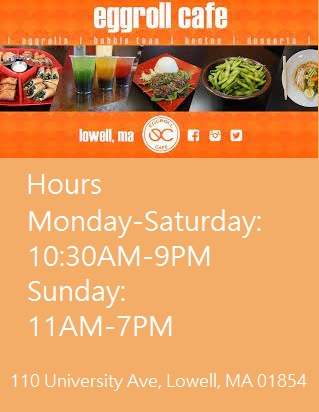 eggroll cafe
| eggrolls | bubble teas | bentos | desserts |
lowell, ma
EGGROLL
CAFE
Hours
Monday-Saturday:
10:30AM-9PM
Sunday:
11AM-7PM
110 University Ave, Lowell, MA 01854